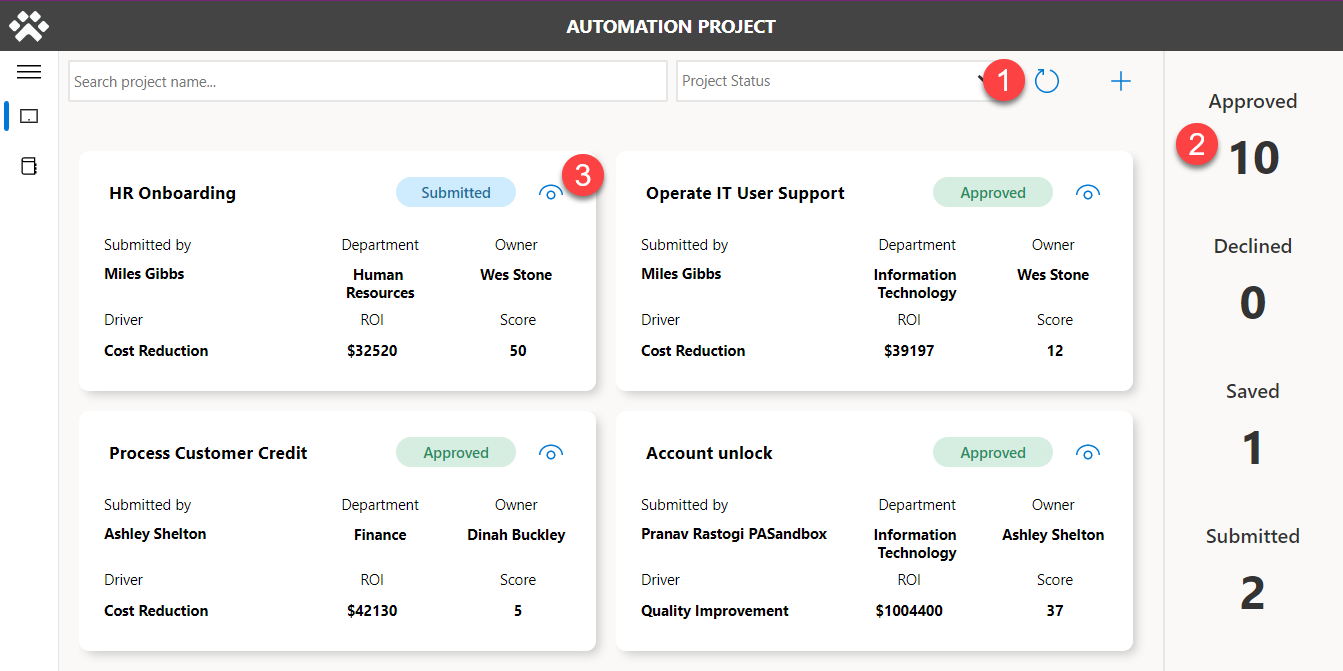 AUTOMATION PROJECT
Search project name...
Project Status
1
Approved
2
10
Declined
0
Saved
1
Submitted
2
HR Onboarding
Submitted
3
Submitted by
Department
Owner
Miles Gibbs
Human
Resources
Wes Stone
Driver
ROI
Score
Cost Reduction
$32520
50
Operate IT User Support
Approved
Submitted by
Department
Owner
Miles Gibbs
Information
Technology
Wes Stone
Driver
ROI
Score
Cost Reduction
$39197
12
Process Customer Credit
Approved
Submitted by
Department
Owner
Ashley Shelton
Finance
Dinah Buckley
Driver
ROI
Score
Cost Reduction
$42130
5
Account unlock
Approved
Submitted by
Department
Owner
Pranav Rastogi PASandbox
Information
Technology
Ashley Shelton
Driver
ROI
Score
Quality Improvement
$1004400
37